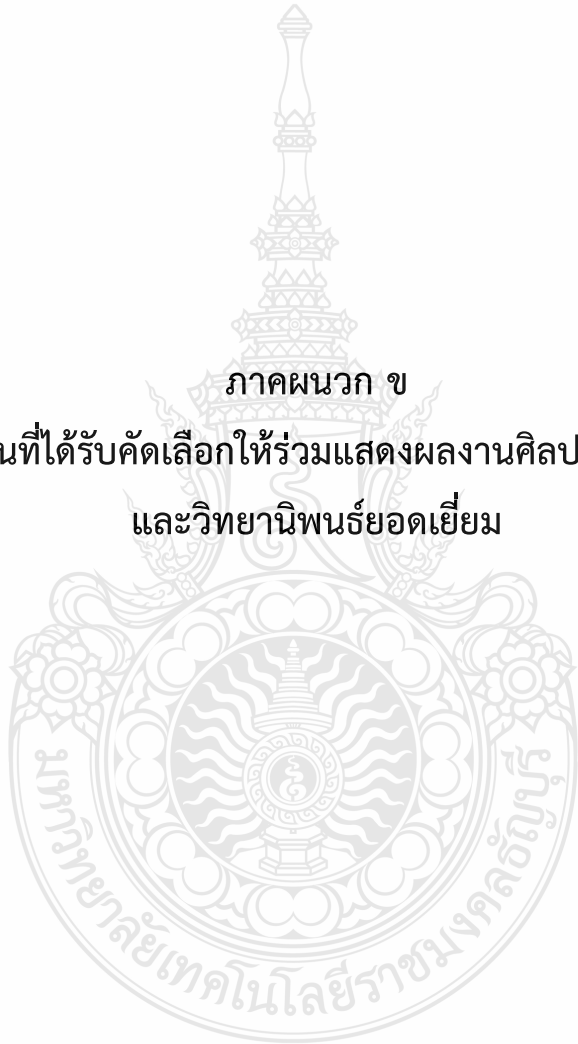 ภาคผนวก ข
นที่ได้รับคัดเลือกให้ร่วมแสดงผลงานศิลป
และวิทยานิพนธ์ยอดเยี่ยม
มหาวิทยาลัยเทคโนโลยีราชมงคลธัญบุรี